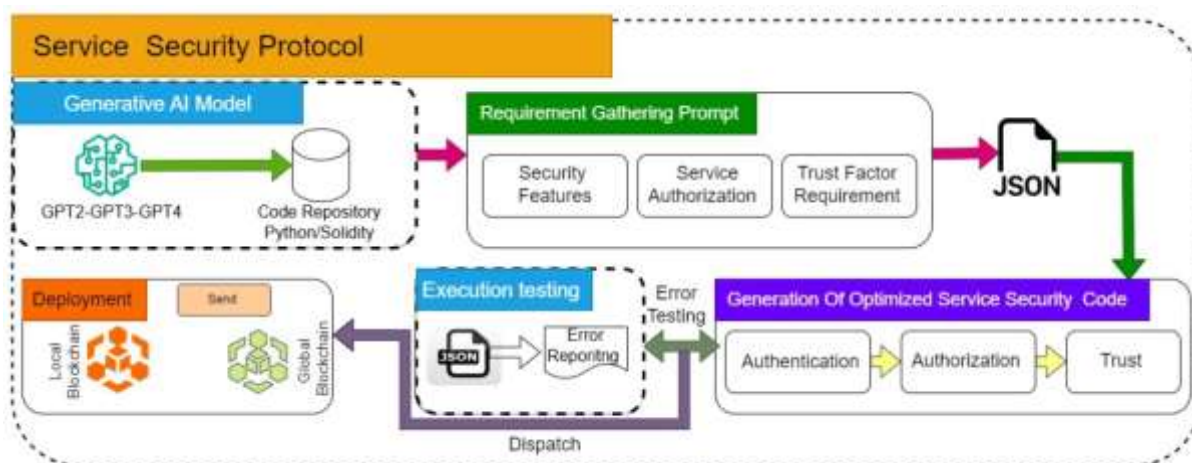 Service Security Protocol
Generative AI Model
GPT2-GPT3-GPT4
Code Repository
Python/Solidity
Requirement Gathering Prompt
Security
Features
Service
Authorization
Trust Factor
Requirement
JSON
Deployment
Send
Local
Blockchain
Global
Blockchain
Execution testing
JSON
Error
Reporting
Error
Testing
Generation Of Optimized Service Security Code
Authentication
Authorization
Trust
Dispatch